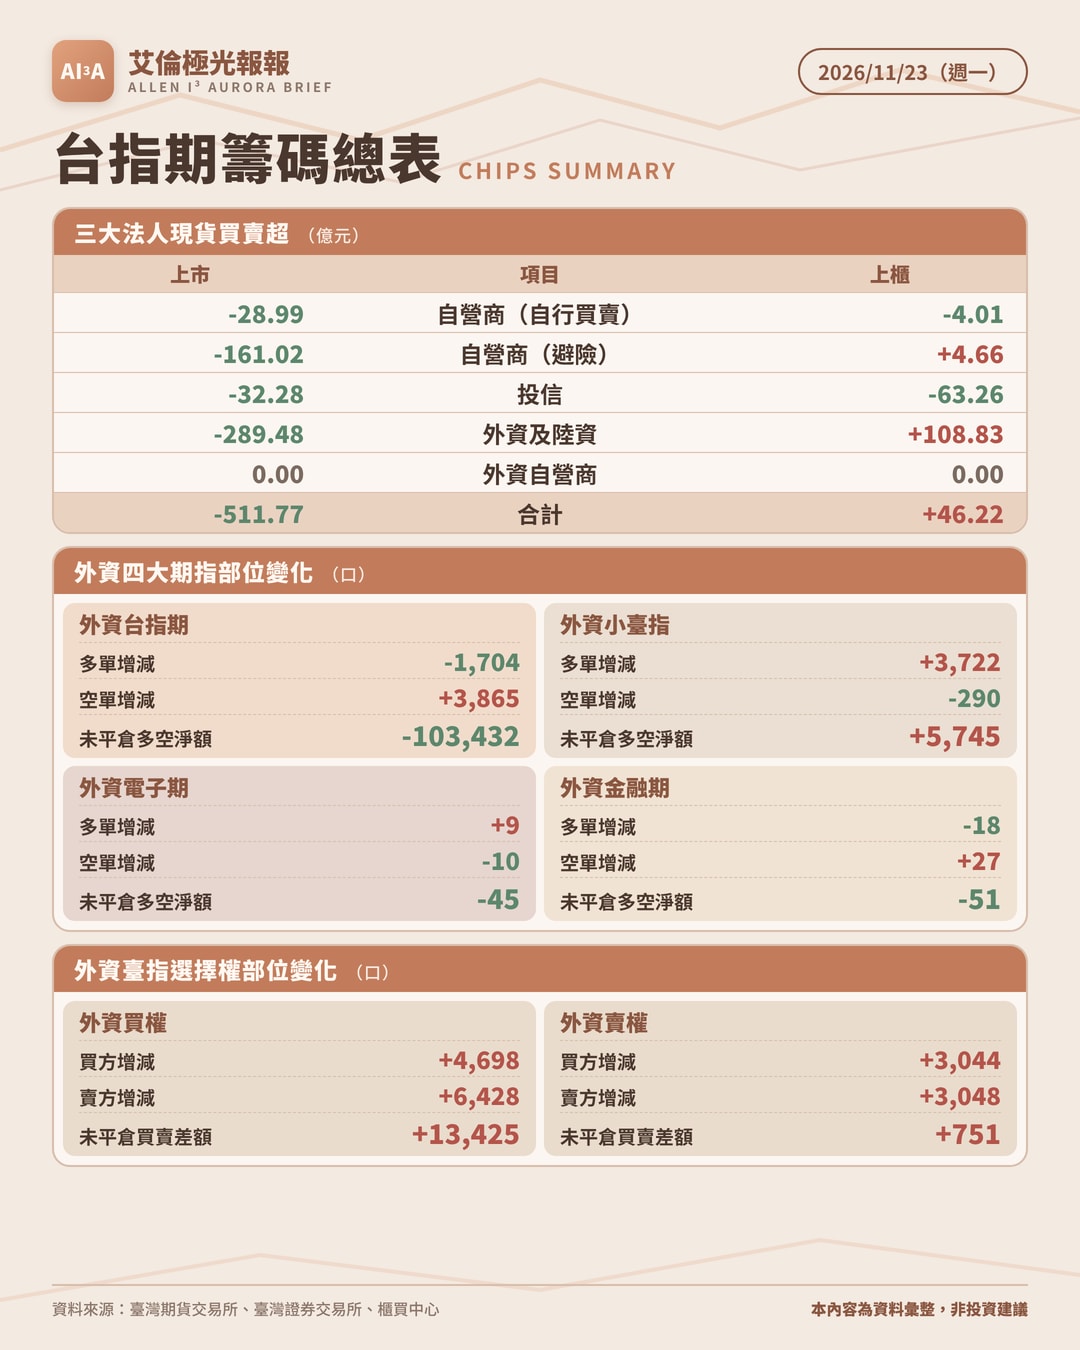 AI³A
艾倫極光報報
ALLEN I³ AURORA BRIEF
2026/11/23（週一）
台指期籌碼總表 CHIPS SUMMARY
三大法人現貨買賣超（億元）
上市 項目 上櫃
-28.99 自營商（自行買賣） -4.01
-161.02 自營商（避險） +4.66
-32.28 投信 -63.26
-289.48 外資及陸資 +108.83
0.00 外資自營商 0.00
-511.77 合計 +46.22
外資四大期指部位變化（口）
外資台指期
多單增減 -1,704
空單增減 +3,865
未平倉多空淨額 -103,432
外資小臺指
多單增減 +3,722
空單增減 -290
未平倉多空淨額 +5,745
外資電子期
多單增減 +9
空單增減 -10
未平倉多空淨額 -45
外資金融期
多單增減 -18
空單增減 +27
未平倉多空淨額 -51
外資臺指選擇權部位變化（口）
外資買權
買方增減 +4,698
賣方增減 +6,428
未平倉買賣差額 +13,425
外資賣權
買方增減 +3,044
賣方增減 +3,048
未平倉買賣差額 +751
資料來源：臺灣期貨交易所、臺灣證券交易所、櫃買中心
本內容為資料彙整，非投資建議